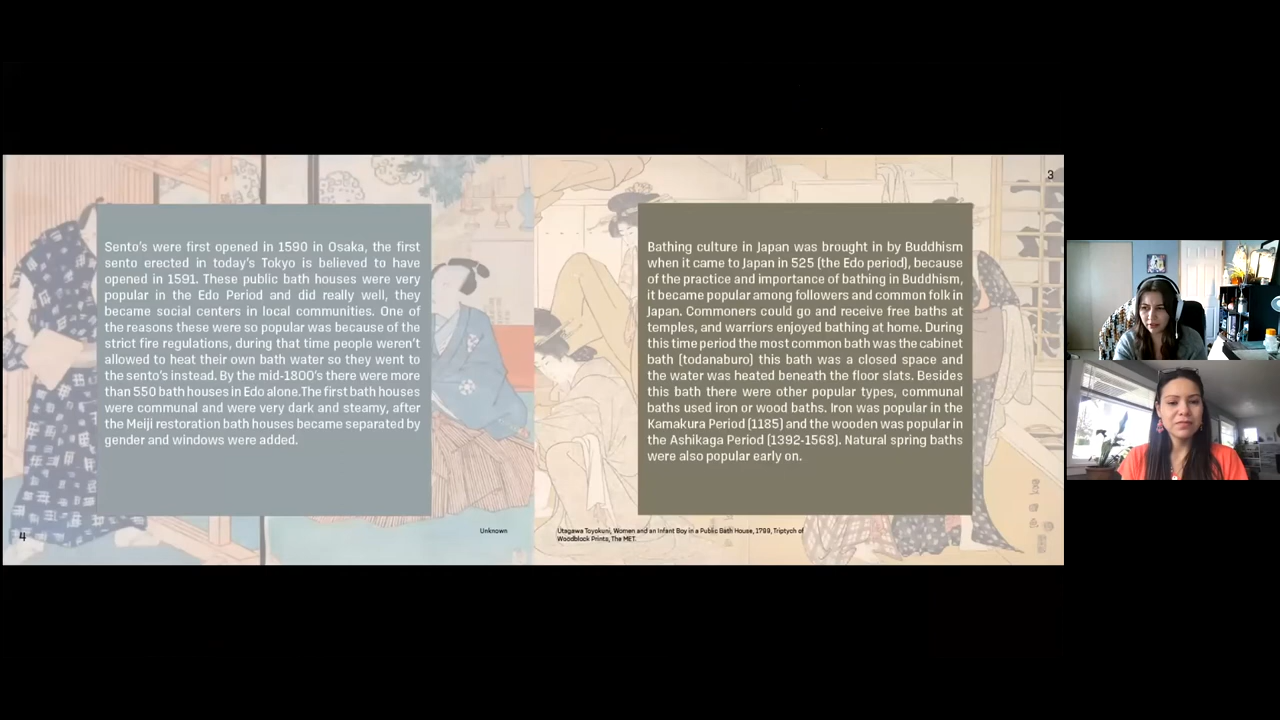 Sento's were first opened in 1590 in Osaka, the first
sento erected in today's Tokyo is believed to have
opened in 1591. These public bath houses were very
popular in the Edo Period and did really well, they
became social centers in local communities. One of
the reasons these were so popular was because of the
strict fire regulations, during that time people weren't
allowed to heat their own bath water so they went to
the sento's instead. By the mid-1800's there were more
than 550 bath houses in Edo alone.The first bath houses
were communal and were very dark and steamy, after
the Meiji restoration bath houses became separated by
gender and windows were added.
Unknown
4
3
Bathing culture in Japan was brought in by Buddhism
when it came to Japan in 525 (the Edo period), because
of the practice and importance of bathing in Buddhism,
it became popular among followers and common folk in
Japan. Commoners could go and receive free baths at
temples, and warriors enjoyed bathing at home. During
this time period the most common bath was the cabinet
bath (todanaburo) this bath was a closed space and
the water was heated beneath the floor slats. Besides
this bath there were other popular types, communal
baths used iron or wood baths. Iron was popular in the
Kamakura Period (1185) and the wooden was popular in
the Ashikaga Period (1392-1568). Natural spring baths
were also popular early on.
Utagawa Toyokuni, Women and an Infant Boy in a Public Bath House, 1799, Triptych of
Woodblock Prints, The MET.